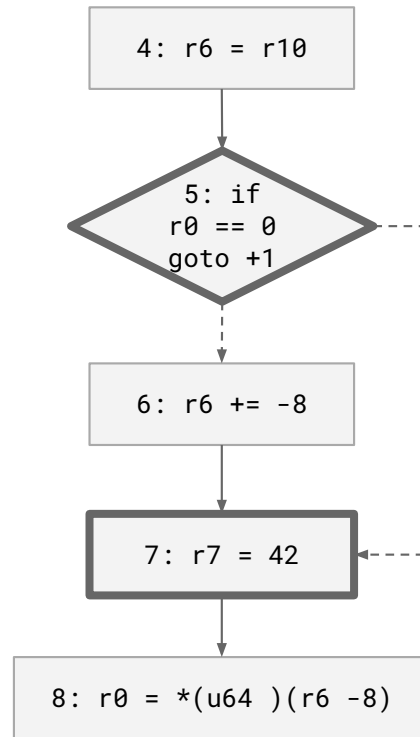 4: r6 = r10
5: if
r0 == 0
goto +1
6: r6 += -8
7: r7 = 42
8: r0 = *(u64 )(r6 -8)